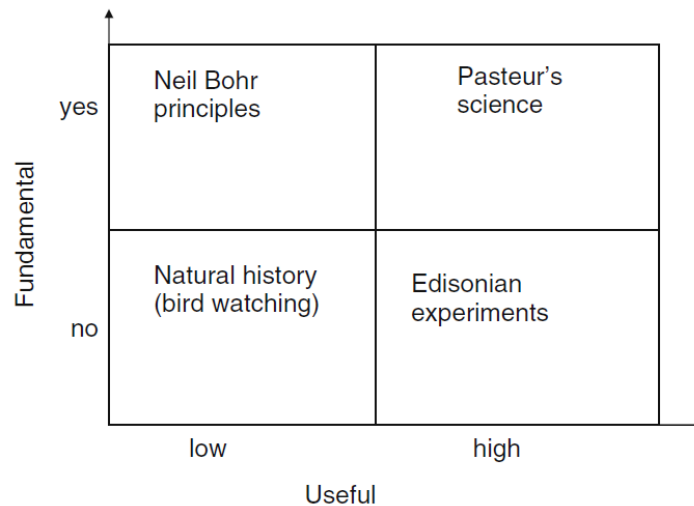 Neil Bohr
principles
Pasteur's
science
yes
Fundamental
Natural history
(bird watching)
Edisonian
experiments
no
low
high
Useful